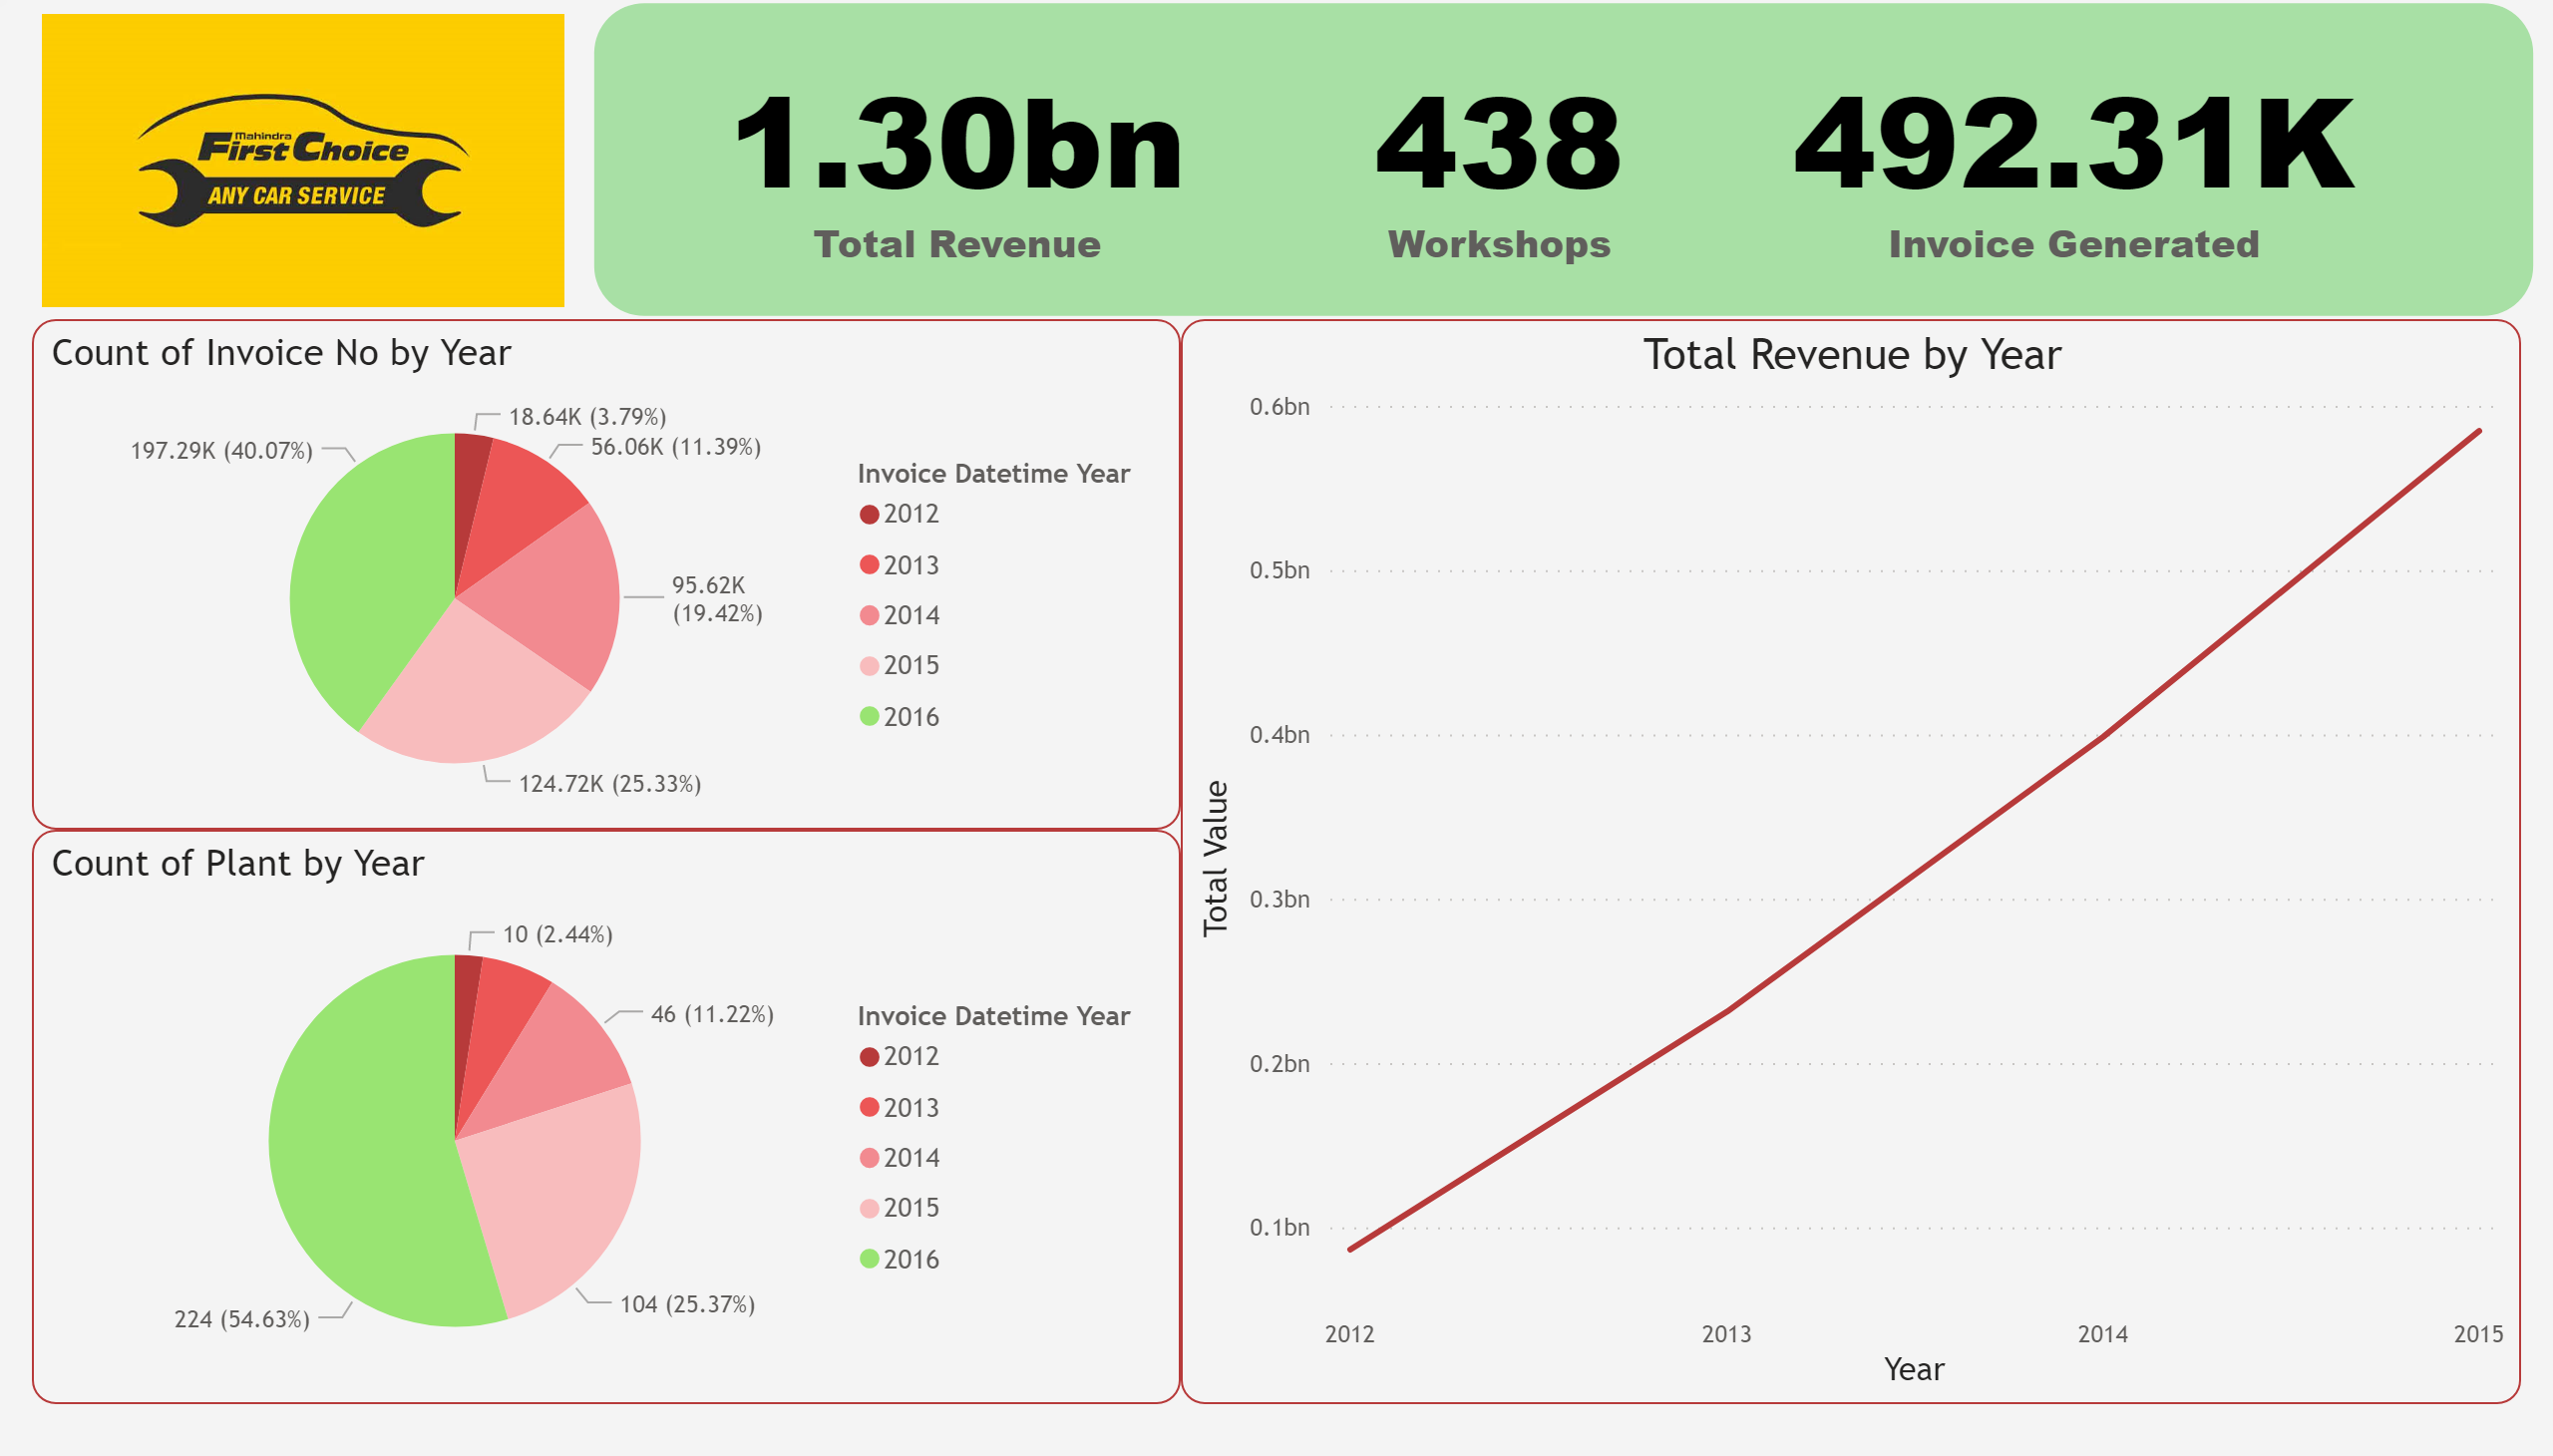 Mahindra
First Choice
ANY CAR SERVICE
1.30bn
Total Revenue
438
Workshops
492.31K
Invoice Generated
Count of Invoice No by Year
18.64K (3.79%)
56.06K (11.39%)
95.62K
(19.42%)
124.72K (25.33%)
197.29K (40.07%)
Invoice Datetime Year
2012
2013
2014
2015
2016
Count of Plant by Year
10 (2.44%)
46 (11.22%)
104 (25.37%)
224 (54.63%)
Invoice Datetime Year
2012
2013
2014
2015
2016
Total Revenue by Year
Total Value
0.6bn
0.5bn
0.4bn
0.3bn
0.2bn
0.1bn
2012
2013
2014
2015
Year